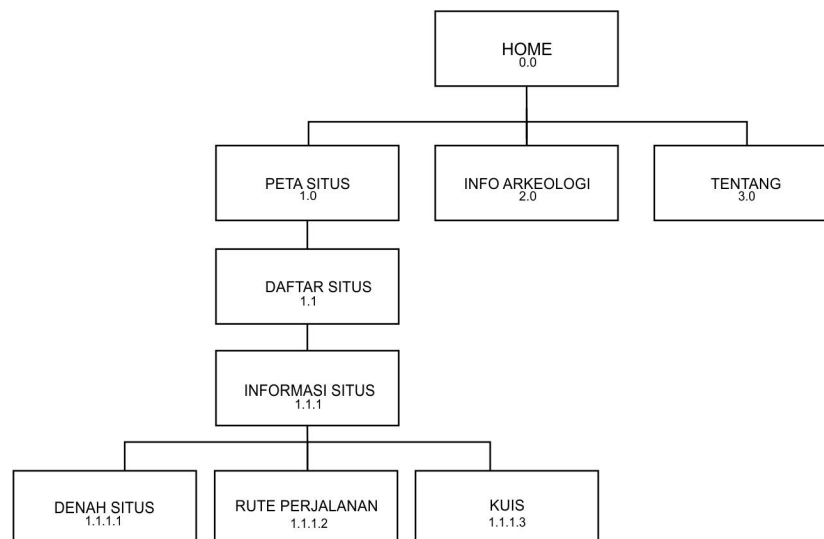 HOME
0.0
PETA SITUS
1.0
INFO ARKEOLOGI
2.0
TENTANG
3.0
DAFTAR SITUS
1.1
INFORMASI SITUS
1.1.1
DENAH SITUS
1.1.1.1
RUTE PERJALANAN
1.1.1.2
KUIS
1.1.1.3